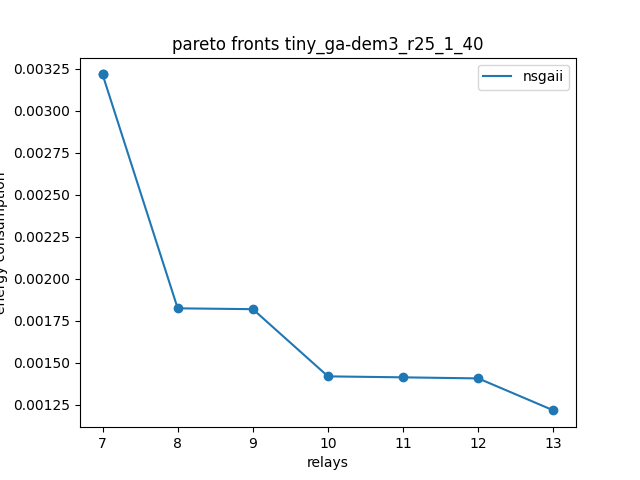 pareto fronts tiny_ga-dem3_r25_1_40
nsgaii
0.00325
0.00300
0.00275
0.00250
0.00225
0.00200
0.00175
0.00150
0.00125
energy consumption
7 8 9 10 11 12 13
relays